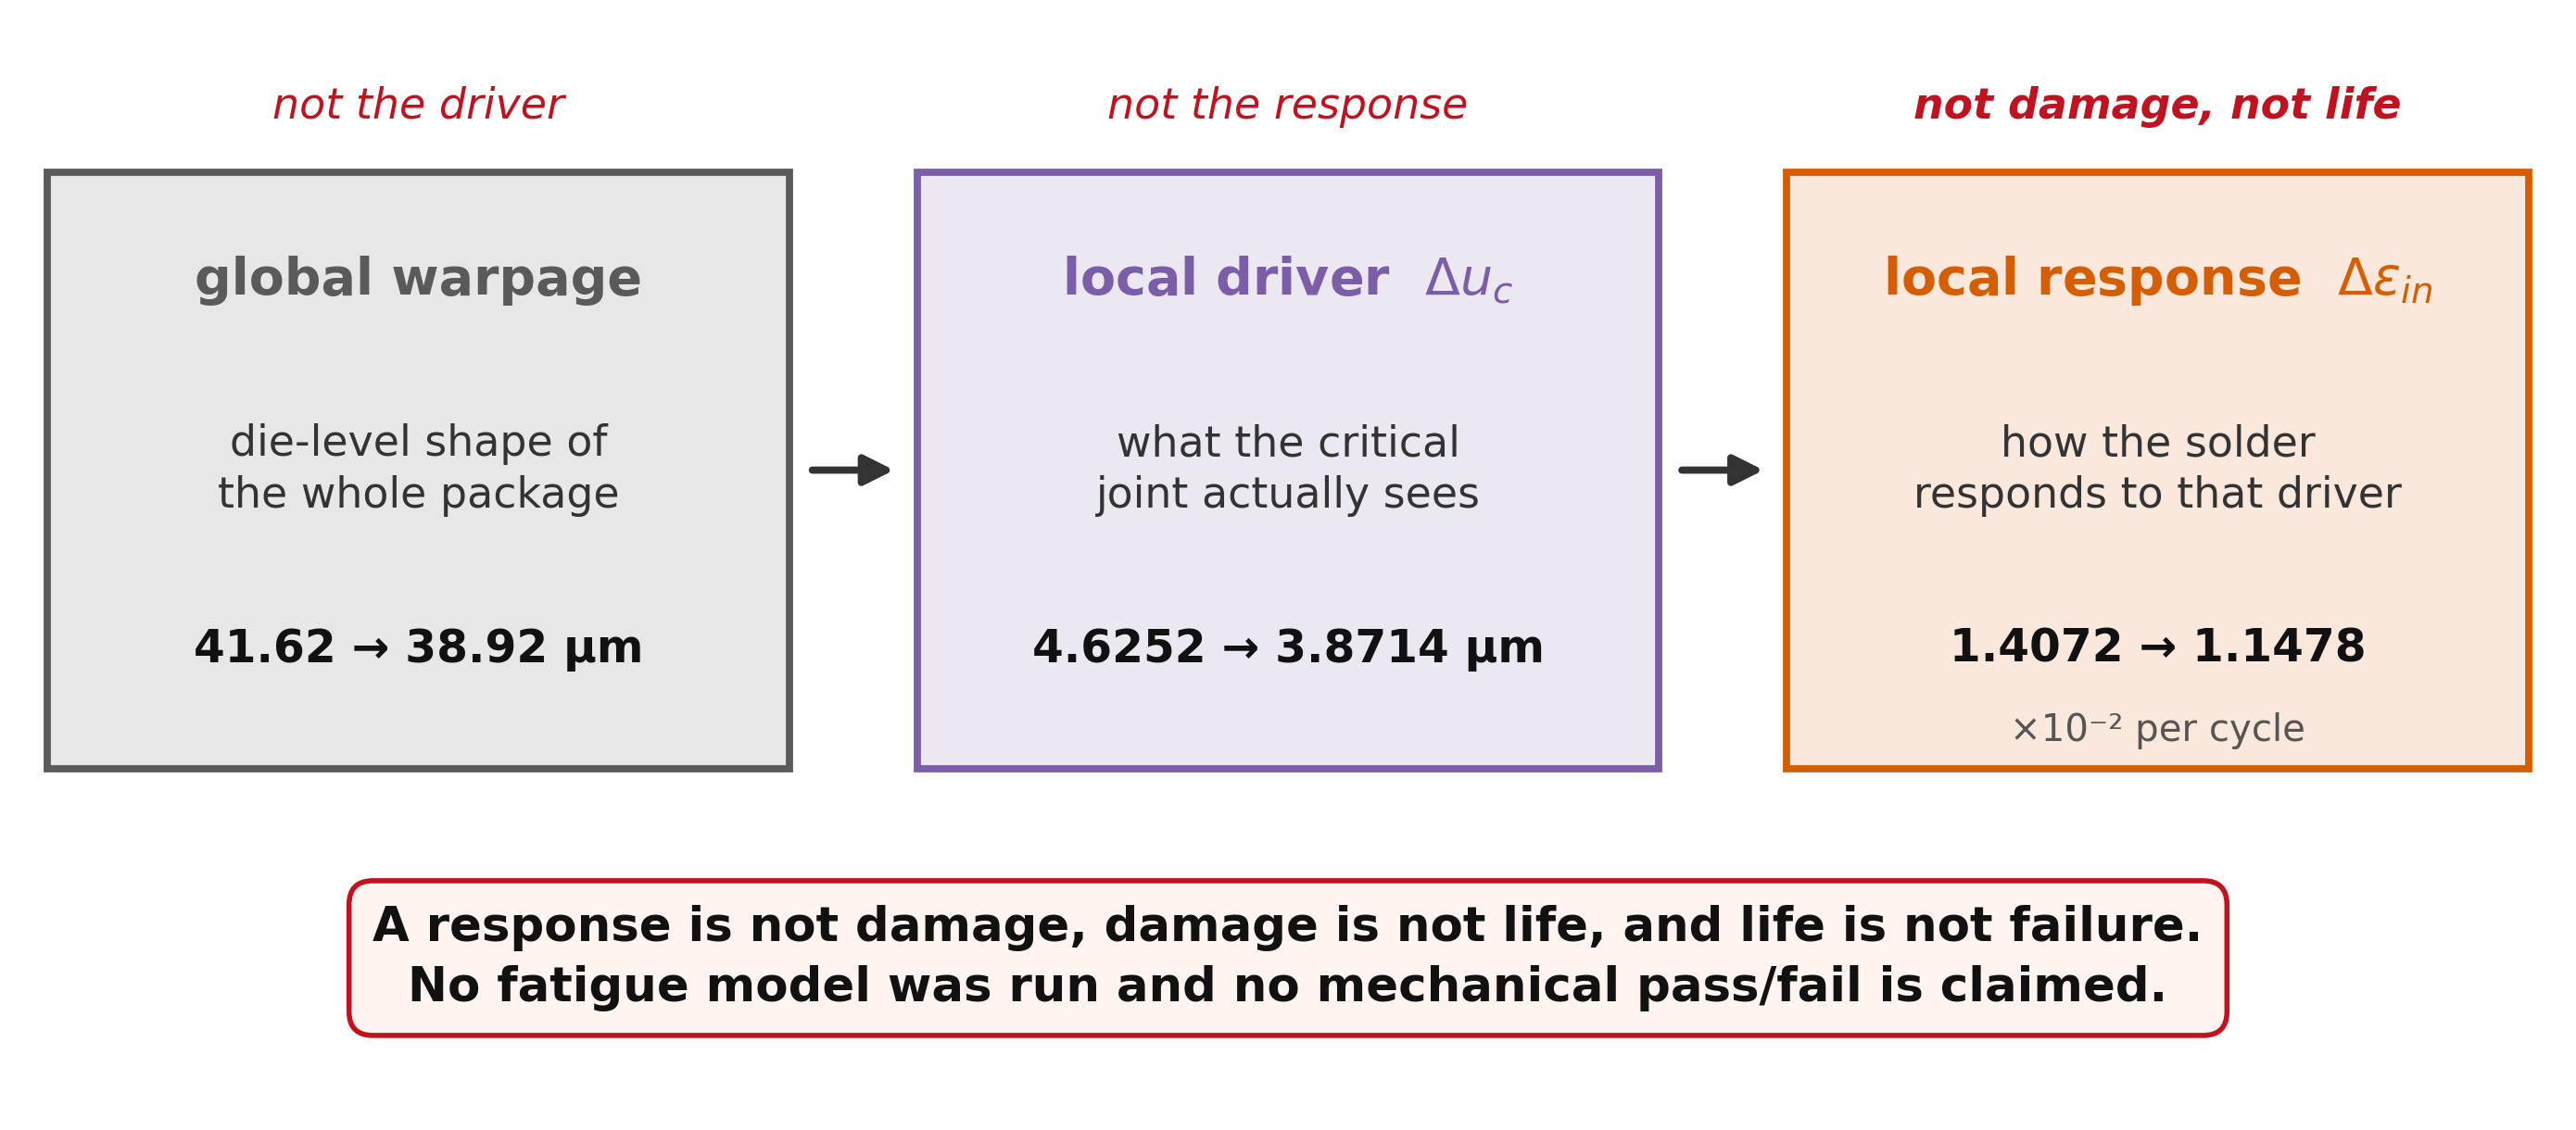 not the driver
not the response
not damage, not life
global warpage
local driver Δu_c
local response Δε_in
die-level shape of
the whole package
what the critical
joint actually sees
how the solder
responds to that driver
41.62 → 38.92 μm
4.6252 → 3.8714 μm
1.4072 → 1.1478
×10⁻² per cycle
A response is not damage, damage is not life, and life is not failure.
No fatigue model was run and no mechanical pass/fail is claimed.